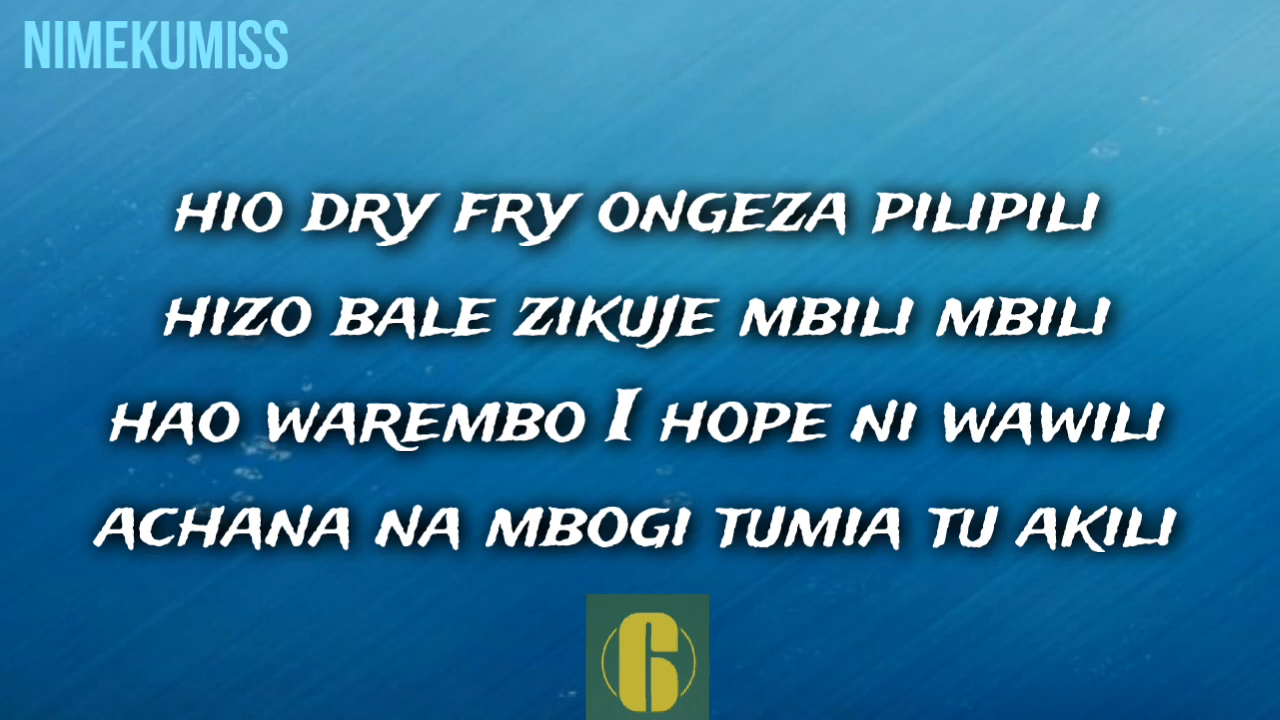 NIMEKUMISS
HIO DRY FRY ONGEZA PILIPILI
HIZO BALE ZIKUJE MBILI MBILI
HAO WAREMBO I HOPE NI WAWILI
ACHANA NA MBOGI TUMIA TU AKILI
6